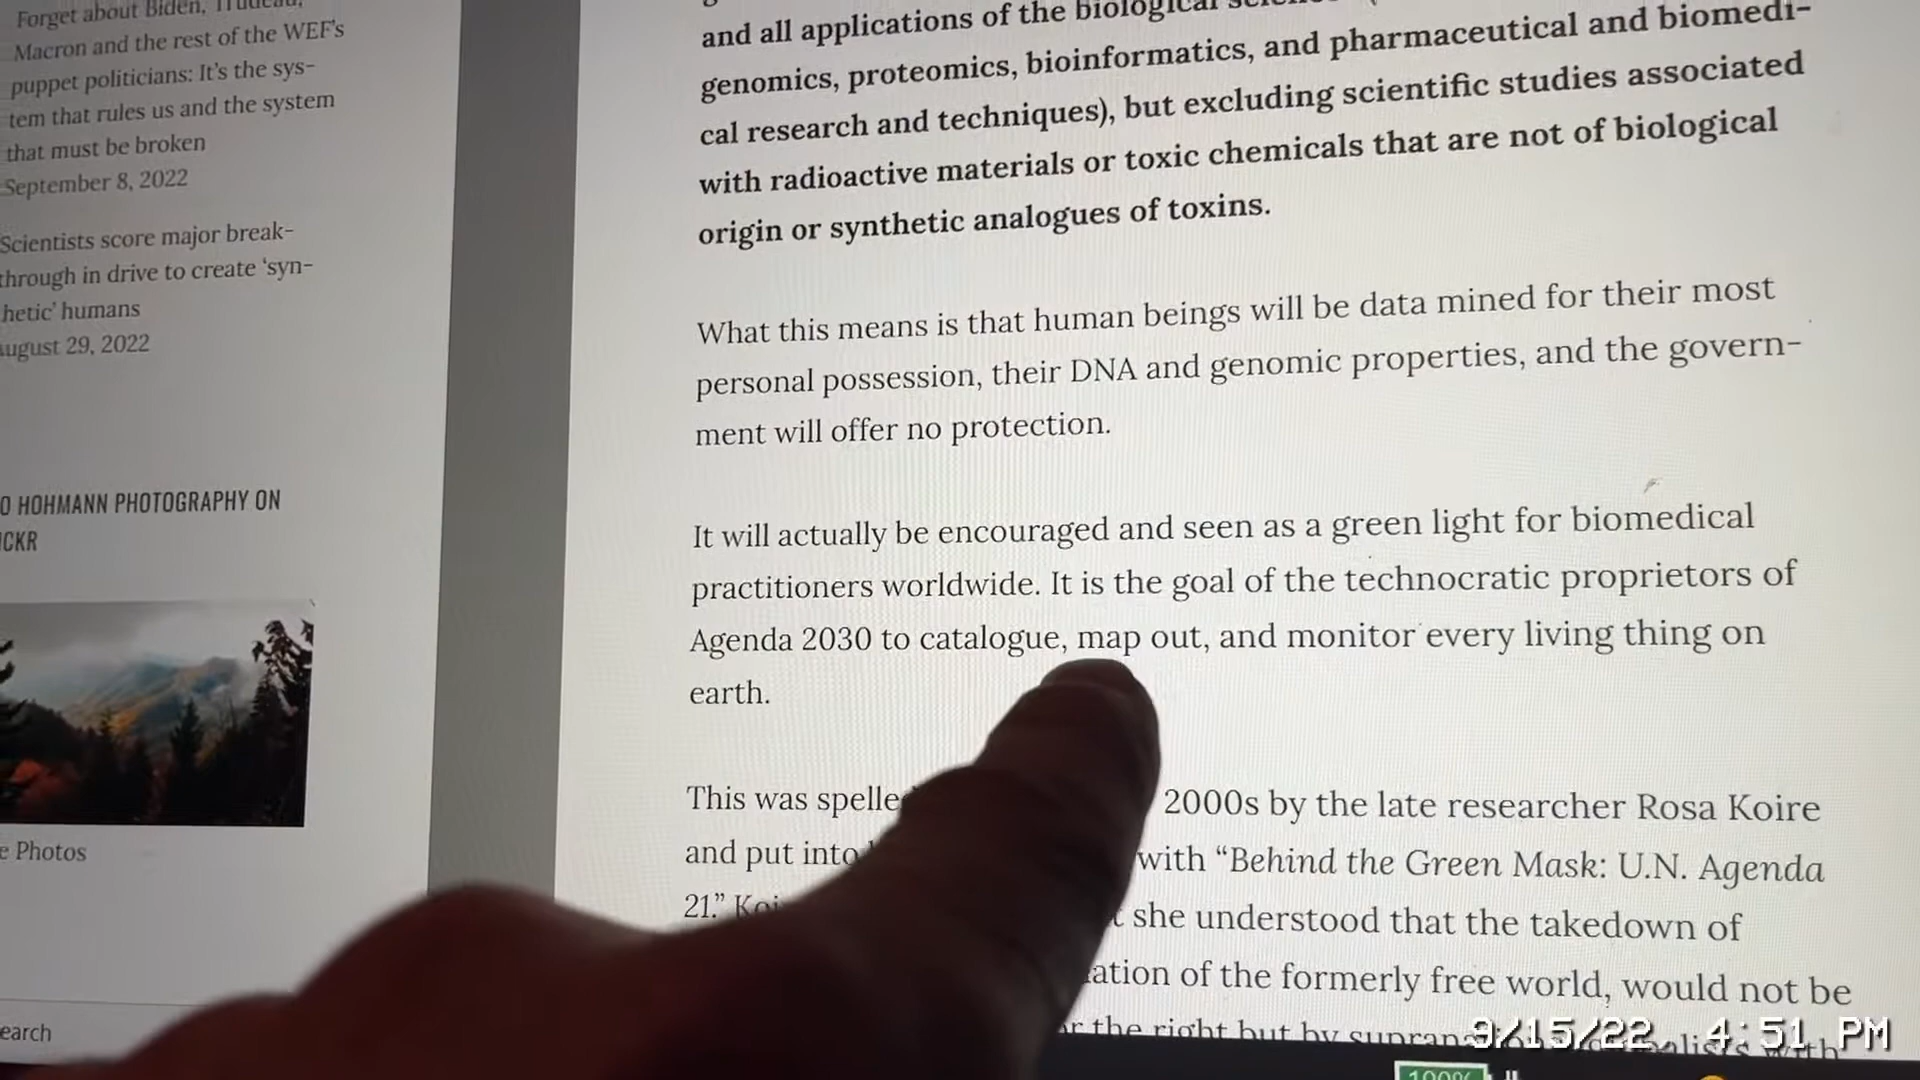 Forget about Biden, Trudeau,
Macron and the rest of the WEF's
puppet politicians: It's the sys-
tem that rules us and the system
that must be broken
September 8, 2022
Scientists score major break-
through in drive to create 'syn-
hetic' humans
ugust 29, 2022
O HOHMANN PHOTOGRAPHY ON
ICKR
e Photos
earch
and all applications of the biological
genomics, proteomics, bioinformatics, and pharmaceutical and biomedi-
cal research and techniques), but excluding scientific studies associated
with radioactive materials or toxic chemicals that are not of biological
origin or synthetic analogues of toxins.
What this means is that human beings will be data mined for their most
personal possession, their DNA and genomic properties, and the govern-
ment will offer no protection.
It will actually be encouraged and seen as a green light for biomedical
practitioners worldwide. It is the goal of the technocratic proprietors of
Agenda 2030 to catalogue, map out, and monitor every living thing on
earth.
This was spelle 2000s by the late researcher Rosa Koire
and put into with “Behind the Green Mask: U.N. Agenda
21.” Koi she understood that the takedown of
ation of the formerly free world, would not be
the right but by
9/15/22 4:51 PM
100%